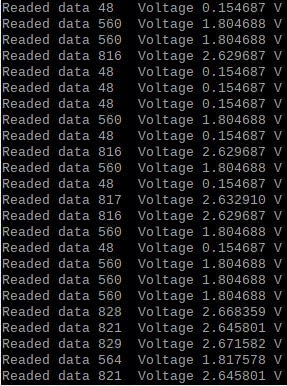 Readed data 48   Voltage 0.154687 V
Readed data 560  Voltage 1.804688 V
Readed data 560  Voltage 1.804688 V
Readed data 816  Voltage 2.629687 V
Readed data 48   Voltage 0.154687 V
Readed data 48   Voltage 0.154687 V
Readed data 48   Voltage 0.154687 V
Readed data 560  Voltage 1.804688 V
Readed data 48   Voltage 0.154687 V
Readed data 816  Voltage 2.629687 V
Readed data 560  Voltage 1.804688 V
Readed data 48   Voltage 0.154687 V
Readed data 817  Voltage 2.632910 V
Readed data 816  Voltage 2.629687 V
Readed data 560  Voltage 1.804688 V
Readed data 48   Voltage 0.154687 V
Readed data 560  Voltage 1.804688 V
Readed data 560  Voltage 1.804688 V
Readed data 560  Voltage 1.804688 V
Readed data 828  Voltage 2.668359 V
Readed data 821  Voltage 2.645801 V
Readed data 829  Voltage 2.671582 V
Readed data 564  Voltage 1.817578 V
Readed data 821  Voltage 2.645801 V